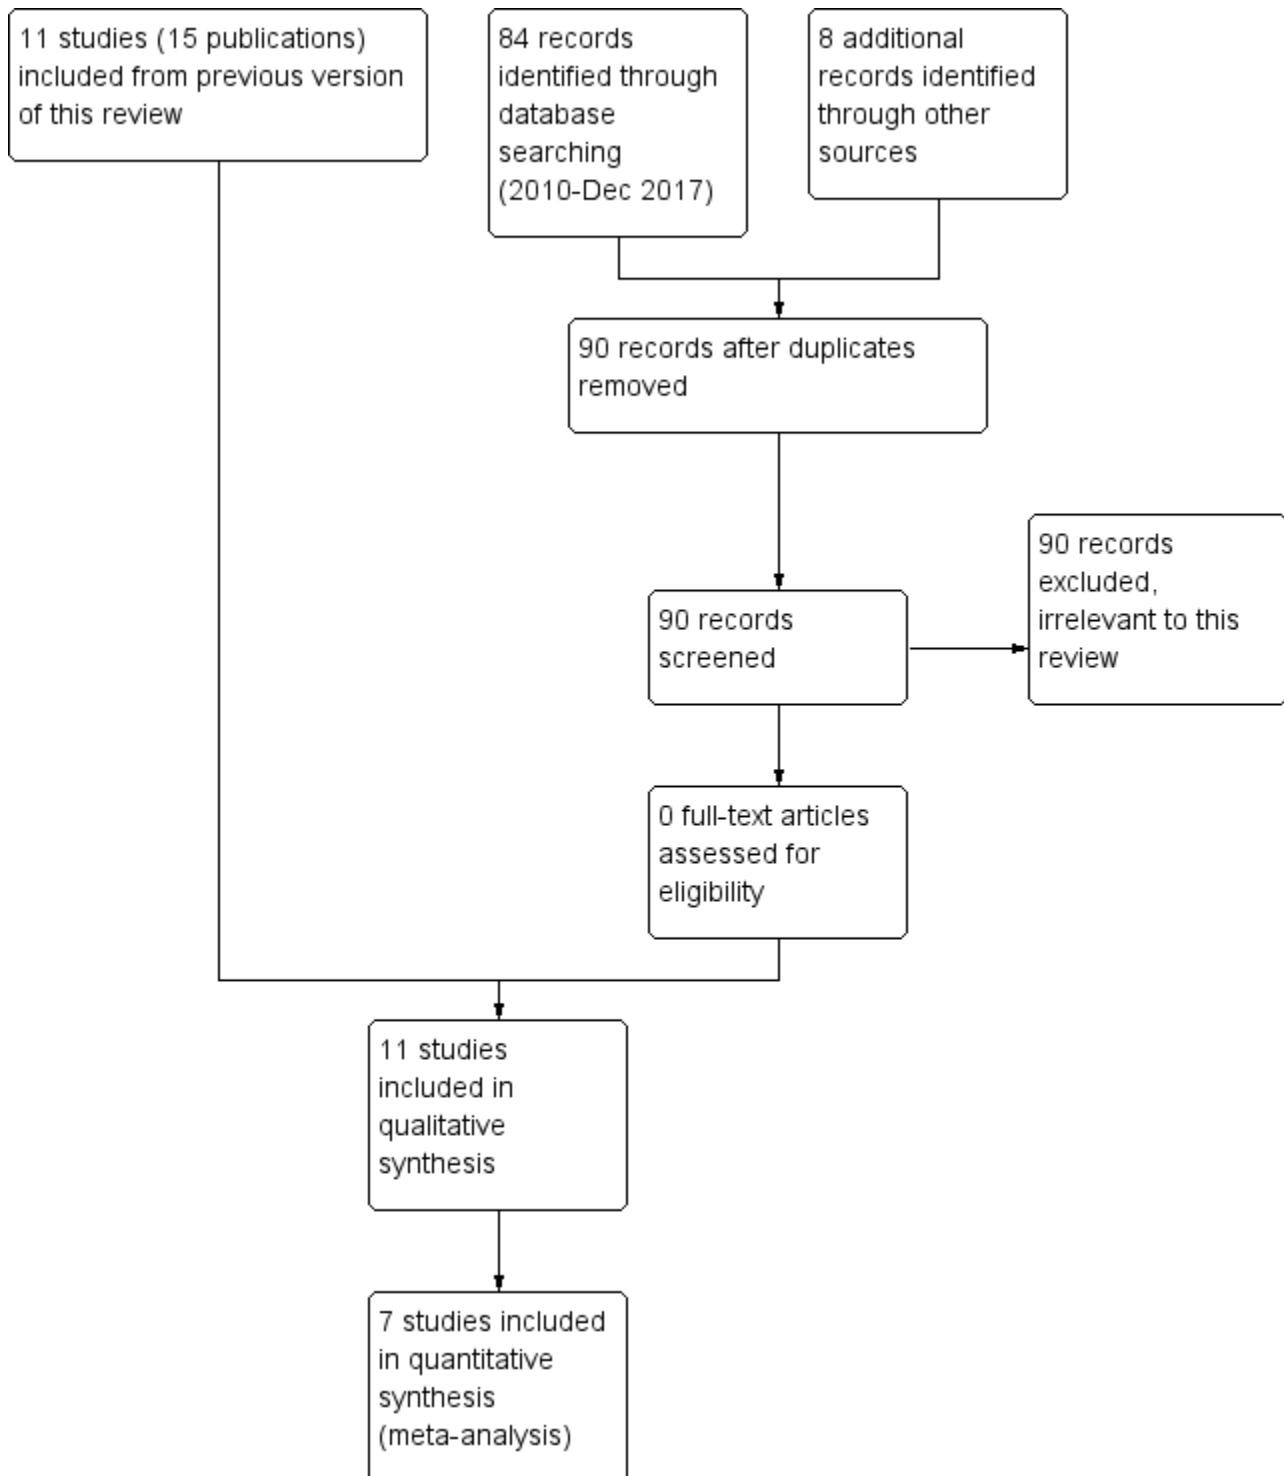 11 studies (15 publications)
included from previous version
of this review
84 records
identified through
database
searching
(2010-Dec 2017)
8 additional
records identified
through other
sources
90 records after duplicates
removed
90 records
screened
90 records
excluded,
irrelevant to this
review
0 full-text articles
assessed for
eligibility
11 studies
included in
qualitative
synthesis
7 studies included
in quantitative
synthesis
(meta-analysis)